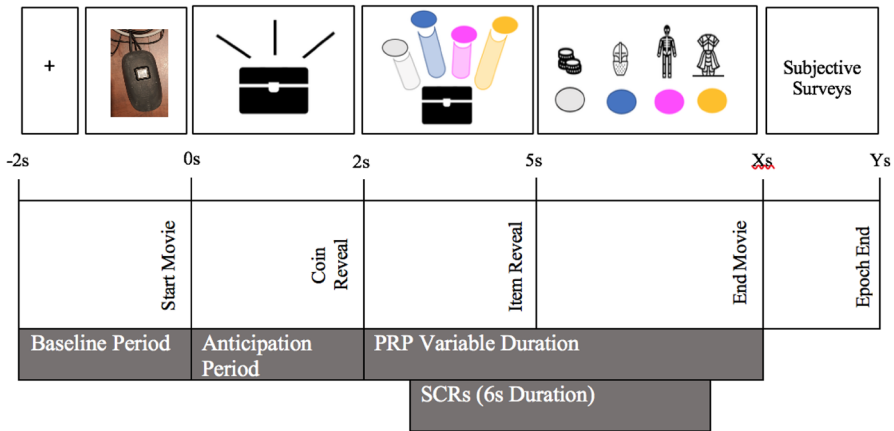 +
Subjective
Surveys
-2s
0s
2s
5s
Xs
Ys
Start Movie
Coin
Reveal
Item Reveal
End Movie
Epoch End
Baseline Period
Anticipation
Period
PRP Variable Duration
SCRs (6s Duration)